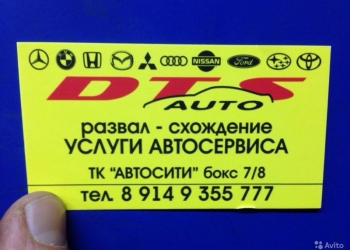 NISSAN Ford
DTS
AUTO
развал - схождение
УСЛУГИ АВТОСЕРВИСА
ТК "АВТОСИТИ" бокс 7/8
тел. 8 914 9 355 777
Avito